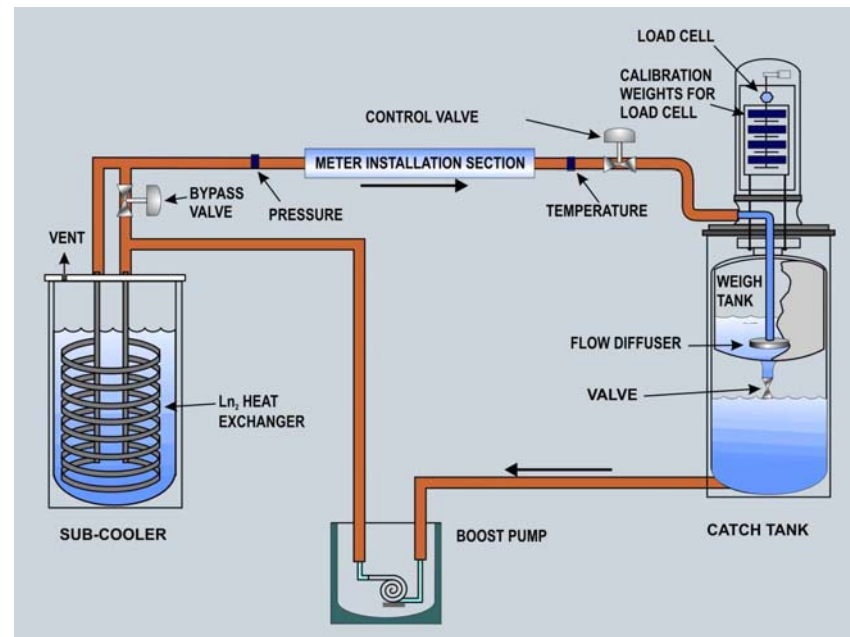 LOAD CELL
CALIBRATION
WEIGHTS FOR
LOAD CELL
CONTROL VALVE
METER INSTALLATION SECTION
BYPASS
VALVE
PRESSURE
TEMPERATURE
VENT
WEIGH
TANK
FLOW DIFFUSER
VALVE
Ln₂ HEAT
EXCHANGER
SUB-COOLER
BOOST PUMP
CATCH TANK